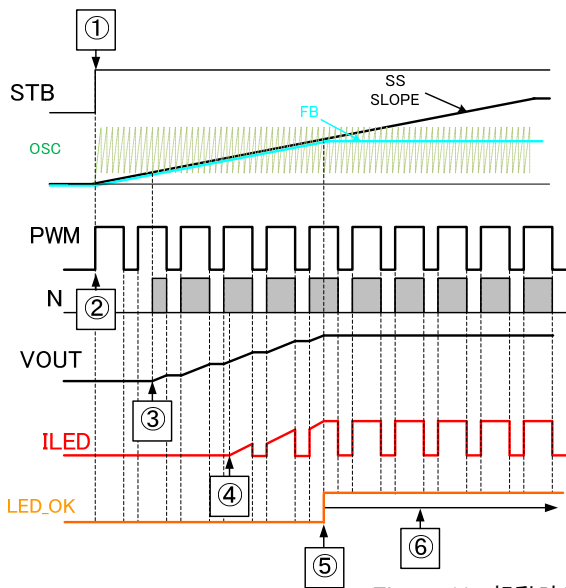 ①
STB
SS
SLOPE
FB
OSC
PWM
②
N
VOUT
③
ILED
④
LED_OK
⑤
⑥